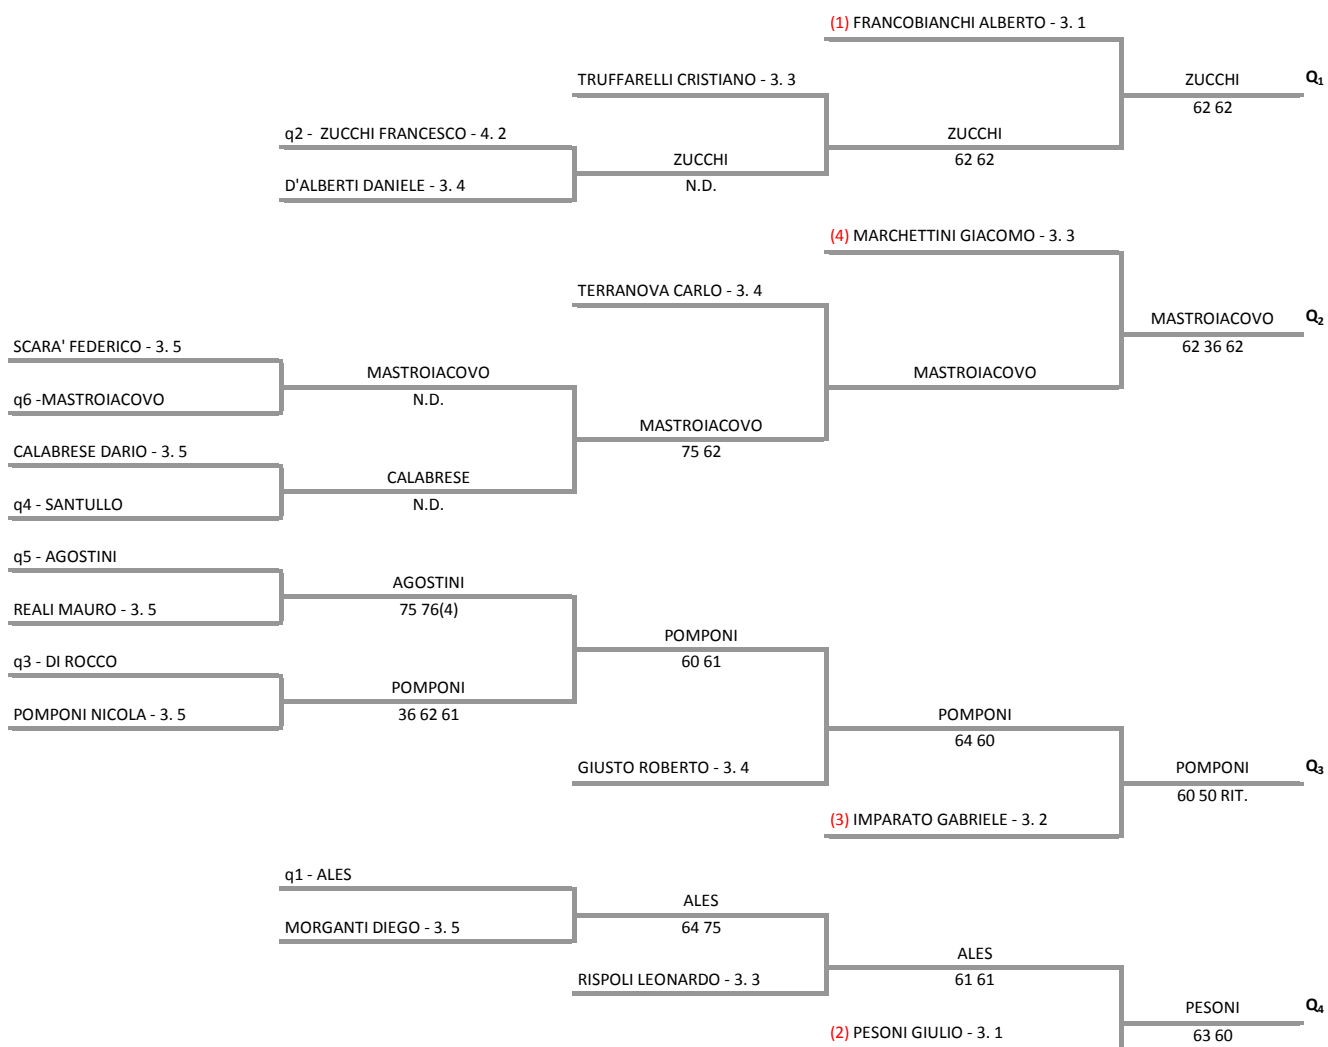 (1) FRANCOBIANCHI ALBERTO - 3. 1
TRUFFARELLI CRISTIANO - 3. 3
ZUCCHI
Q1
62 62
q2 - ZUCCHI FRANCESCO - 4. 2
ZUCCHI
62 62
ZUCCHI
N.D.
D'ALBERTI DANIELE - 3. 4
(4) MARCHETTINI GIACOMO - 3. 3
TERRANOVA CARLO - 3. 4
MASTROIACOVO
Q2
62 36 62
SCARA' FEDERICO - 3. 5
MASTROIACOVO
N.D.
MASTROIACOVO
q6 -MASTROIACOVO
MASTROIACOVO
75 62
CALABRESE DARIO - 3. 5
CALABRESE
N.D.
q4 - SANTULLO
q5 - AGOSTINI
AGOSTINI
75 76(4)
REALI MAURO - 3. 5
POMPONI
60 61
q3 - DI ROCCO
POMPONI
36 62 61
POMPONI NICOLA - 3. 5
POMPONI
64 60
GIUSTO ROBERTO - 3. 4
POMPONI
Q3
60 50 RIT.
(3) IMPARATO GABRIELE - 3. 2
q1 - ALES
ALES
64 75
MORGANTI DIEGO - 3. 5
ALES
61 61
RISPOLI LEONARDO - 3. 3
PESONI
Q4
63 60
(2) PESONI GIULIO - 3. 1